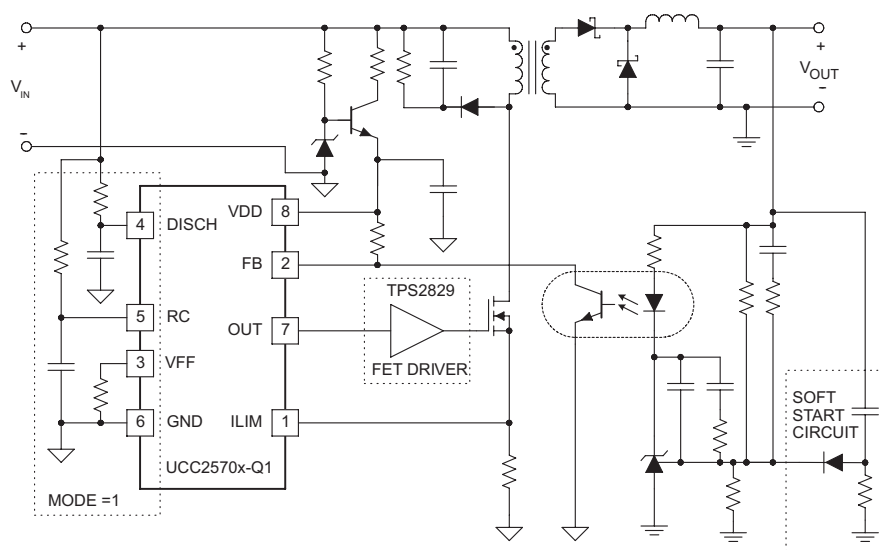 +
+
V_IN
V_OUT
−
−
4 DISCH
VDD 8
FB 2
TPS2829
5 RC
OUT 7
3 VFF
FET DRIVER
6 GND
ILIM 1
SOFT
START
CIRCUIT
UCC2570x-Q1
MODE =1